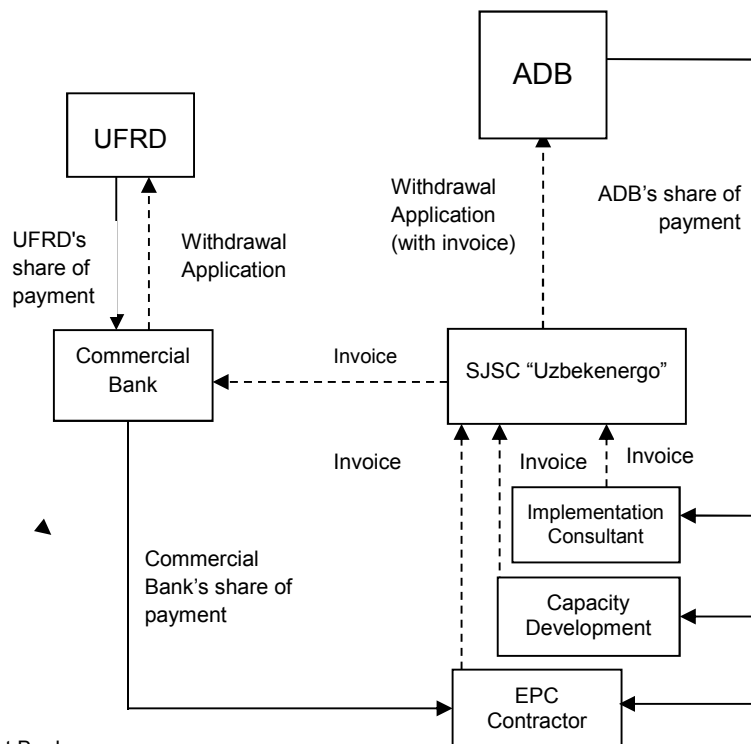 ADB
UFRD
Withdrawal
Application
(with invoice)
ADB’s share of
payment
UFRD's
share of
payment
Withdrawal
Application
Commercial
Bank
Invoice
SJSC “Uzbekenergo”
Invoice
Invoice
Invoice
Implementation
Consultant
Commercial
Bank’s share of
payment
Capacity
Development
EPC
Contractor